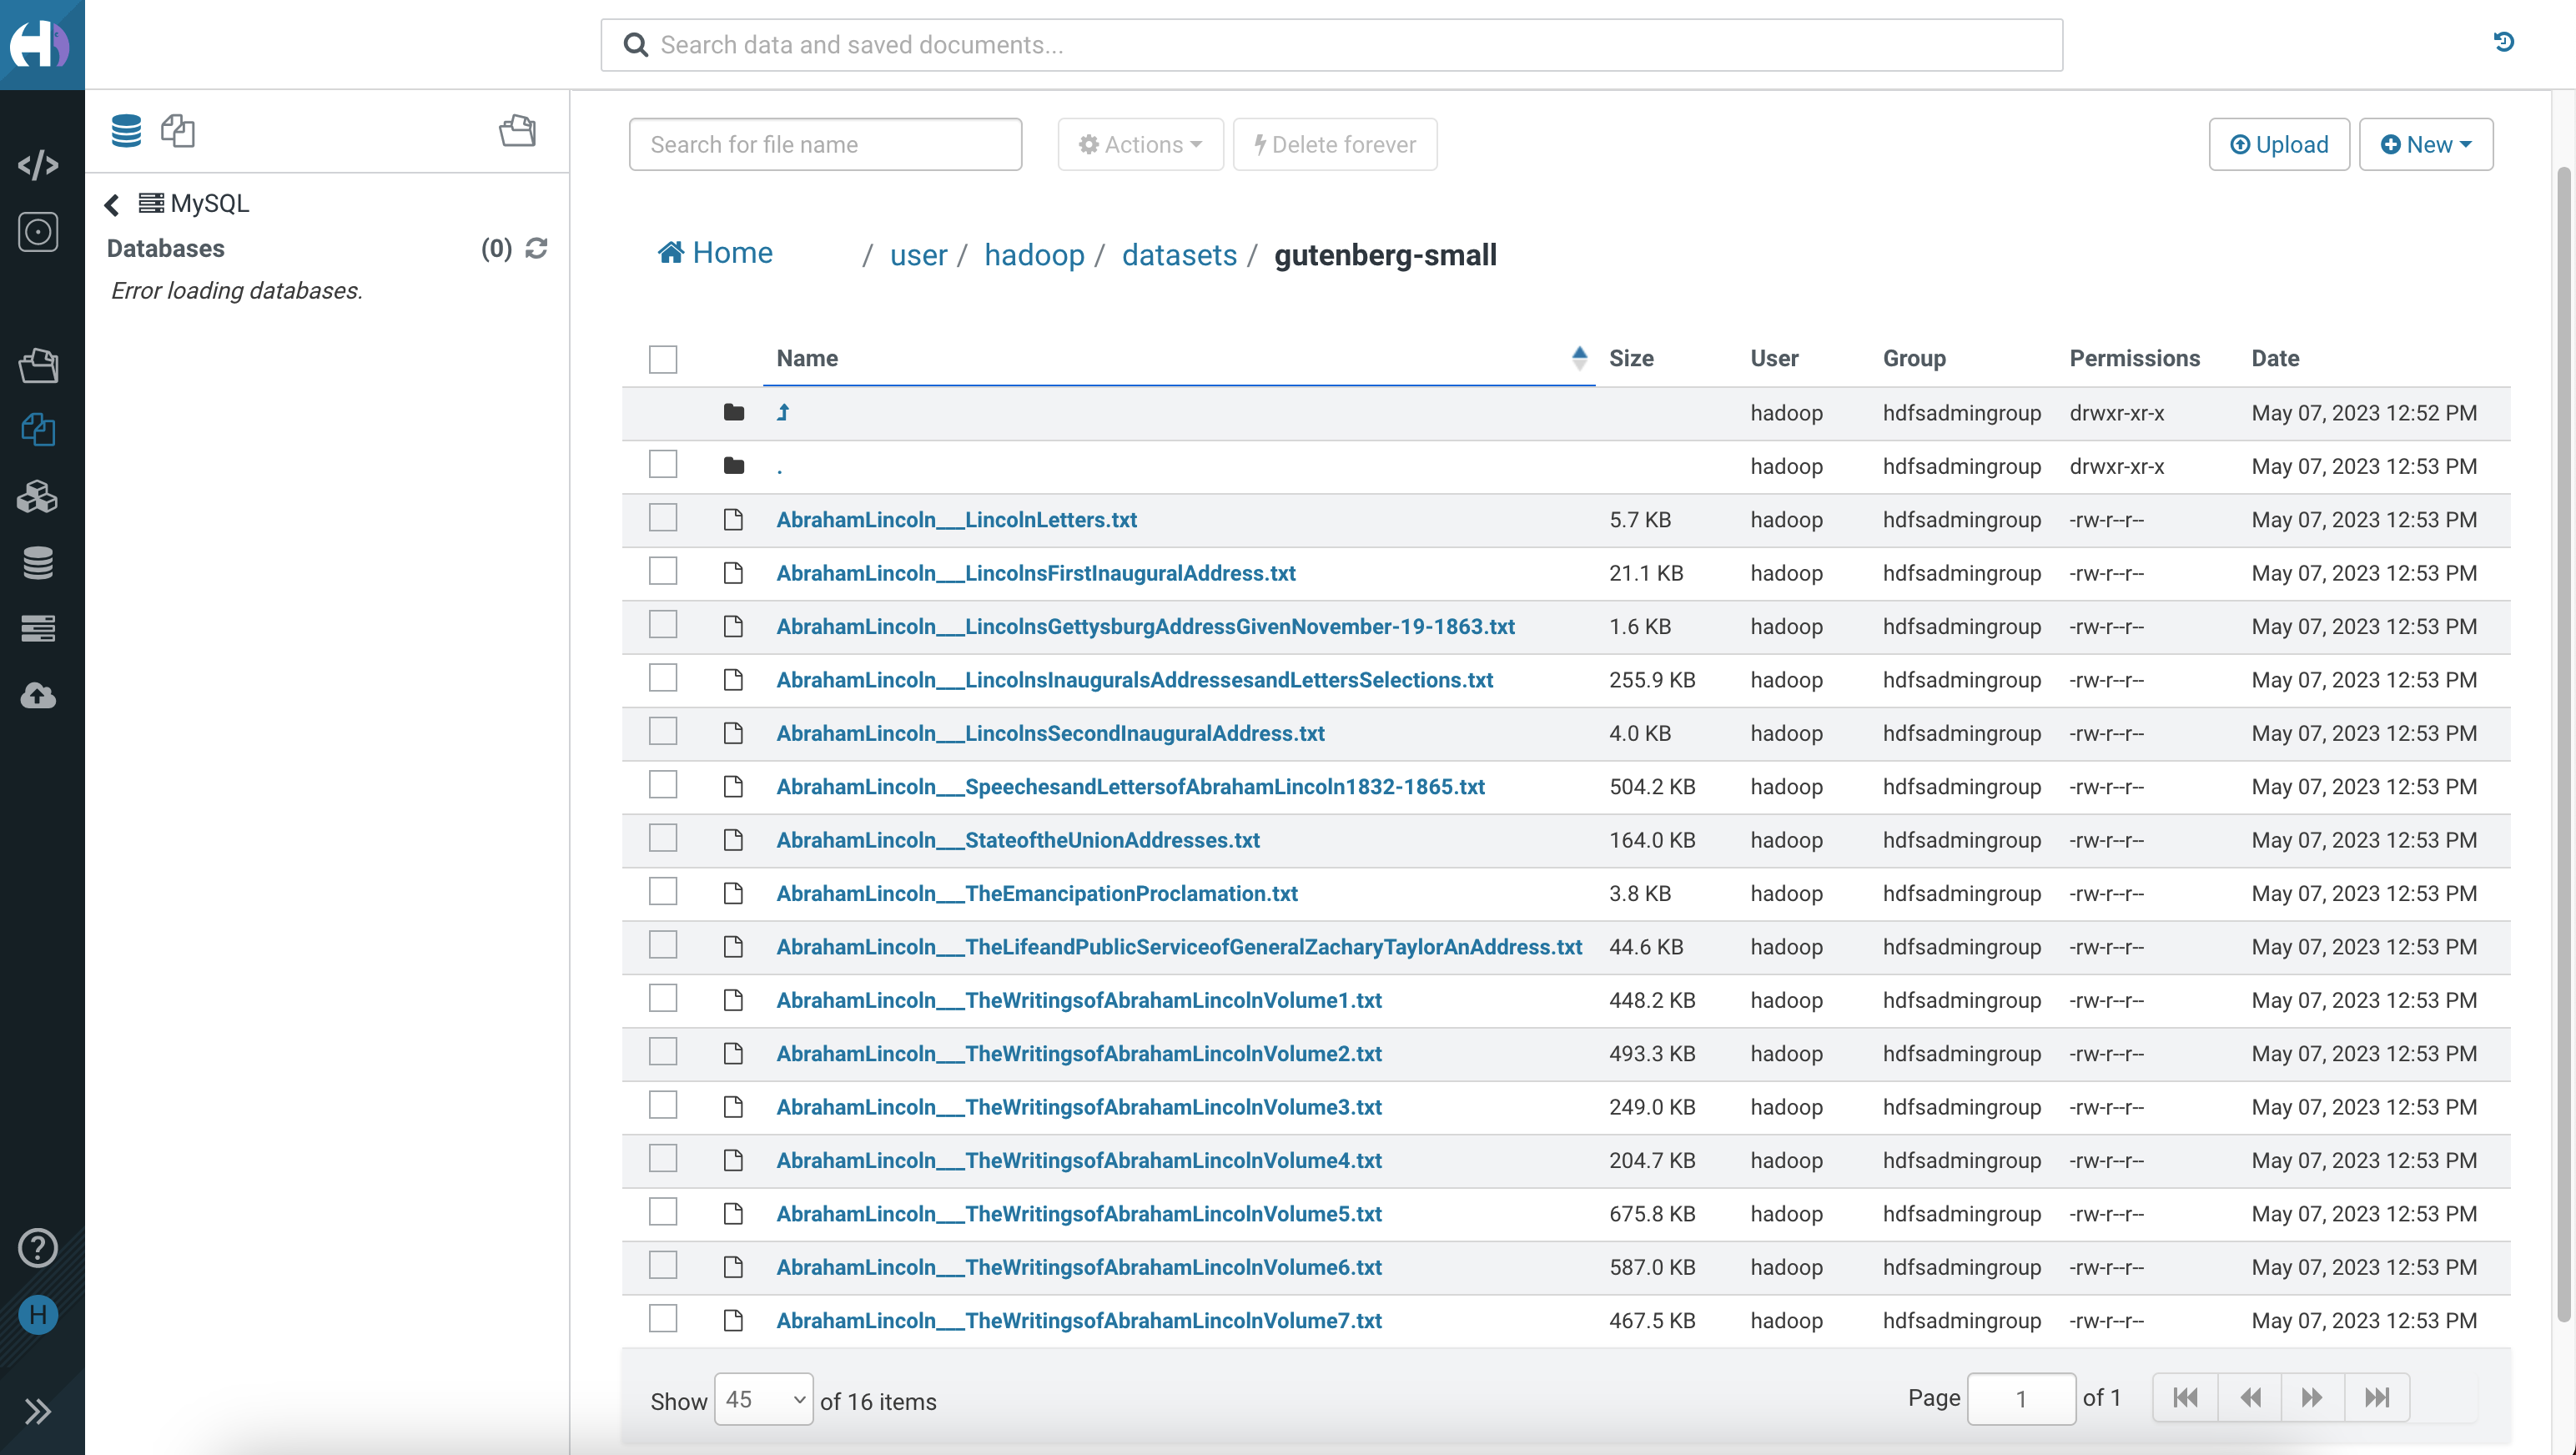 Search data and saved documents...
MySQL
Databases (0)
Error loading databases.
Search for file name Actions Delete forever Upload New
Home / user / hadoop / datasets / gutenberg-small
Name Size User Group Permissions Date
hadoop hdfsadmingroup drwxr-xr-x May 07, 2023 12:52 PM
. hadoop hdfsadmingroup drwxr-xr-x May 07, 2023 12:53 PM
AbrahamLincoln___LincolnLetters.txt 5.7 KB hadoop hdfsadmingroup -rw-r--r-- May 07, 2023 12:53 PM
AbrahamLincoln___LincolnsFirstInauguralAddress.txt 21.1 KB hadoop hdfsadmingroup -rw-r--r-- May 07, 2023 12:53 PM
AbrahamLincoln___LincolnsGettysburgAddressGivenNovember-19-1863.txt 1.6 KB hadoop hdfsadmingroup -rw-r--r-- May 07, 2023 12:53 PM
AbrahamLincoln___LincolnsInauguralsAddressesandLettersSelections.txt 255.9 KB hadoop hdfsadmingroup -rw-r--r-- May 07, 2023 12:53 PM
AbrahamLincoln___LincolnsSecondInauguralAddress.txt 4.0 KB hadoop hdfsadmingroup -rw-r--r-- May 07, 2023 12:53 PM
AbrahamLincoln___SpeechesandLettersofAbrahamLincoln1832-1865.txt 504.2 KB hadoop hdfsadmingroup -rw-r--r-- May 07, 2023 12:53 PM
AbrahamLincoln___StateoftheUnionAddresses.txt 164.0 KB hadoop hdfsadmingroup -rw-r--r-- May 07, 2023 12:53 PM
AbrahamLincoln___TheEmancipationProclamation.txt 3.8 KB hadoop hdfsadmingroup -rw-r--r-- May 07, 2023 12:53 PM
AbrahamLincoln___TheLifeandPublicServiceofGeneralZacharyTaylorAnAddress.txt 44.6 KB hadoop hdfsadmingroup -rw-r--r-- May 07, 2023 12:53 PM
AbrahamLincoln___TheWritingsofAbrahamLincolnVolume1.txt 448.2 KB hadoop hdfsadmingroup -rw-r--r-- May 07, 2023 12:53 PM
AbrahamLincoln___TheWritingsofAbrahamLincolnVolume2.txt 493.3 KB hadoop hdfsadmingroup -rw-r--r-- May 07, 2023 12:53 PM
AbrahamLincoln___TheWritingsofAbrahamLincolnVolume3.txt 249.0 KB hadoop hdfsadmingroup -rw-r--r-- May 07, 2023 12:53 PM
AbrahamLincoln___TheWritingsofAbrahamLincolnVolume4.txt 204.7 KB hadoop hdfsadmingroup -rw-r--r-- May 07, 2023 12:53 PM
AbrahamLincoln___TheWritingsofAbrahamLincolnVolume5.txt 675.8 KB hadoop hdfsadmingroup -rw-r--r-- May 07, 2023 12:53 PM
AbrahamLincoln___TheWritingsofAbrahamLincolnVolume6.txt 587.0 KB hadoop hdfsadmingroup -rw-r--r-- May 07, 2023 12:53 PM
AbrahamLincoln___TheWritingsofAbrahamLincolnVolume7.txt 467.5 KB hadoop hdfsadmingroup -rw-r--r-- May 07, 2023 12:53 PM
H
Show 45 of 16 items Page 1 of 1